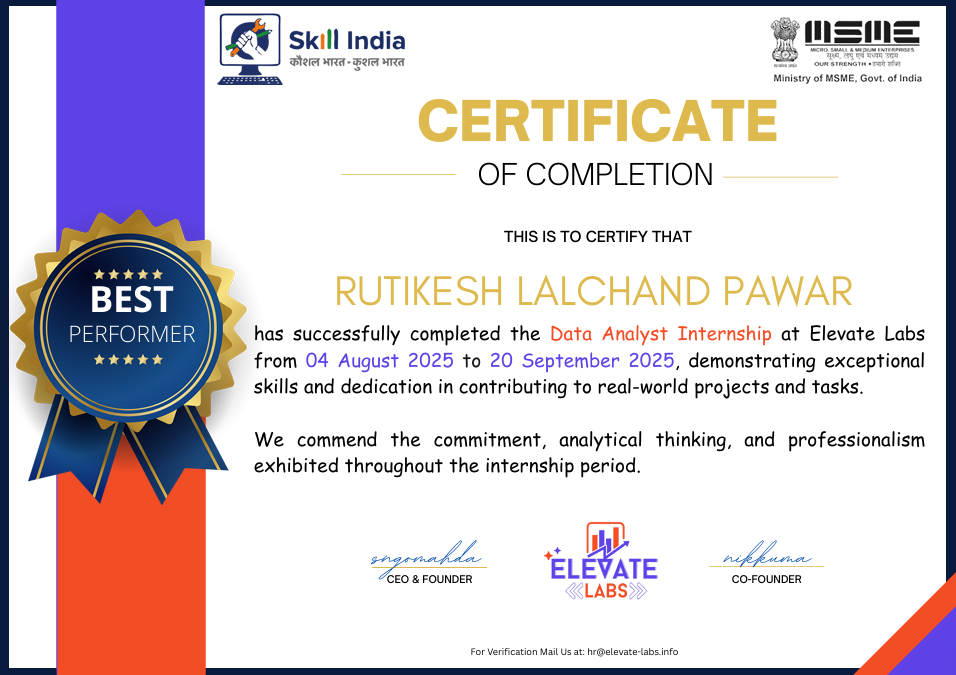 Skill India
कौशल भारत - कुशल भारत
MSME
MICRO, SMALL & MEDIUM ENTERPRISES
सूक्ष्म, लघु एवं मध्यम उद्यम
OUR STRENGTH • हमारी शक्ति
Ministry of MSME, Govt. of India
CERTIFICATE
OF COMPLETION
THIS IS TO CERTIFY THAT
RUTIKESH LALCHAND PAWAR
BEST
PERFORMER
has successfully completed the Data Analyst Internship at Elevate Labs
from 04 August 2025 to 20 September 2025, demonstrating exceptional
skills and dedication in contributing to real-world projects and tasks.
We commend the commitment, analytical thinking, and professionalism
exhibited throughout the internship period.
sngomahda
CEO & FOUNDER
ELEVATE
LABS
nikkuma
CO-FOUNDER
For Verification Mail Us at: hr@elevate-labs.info